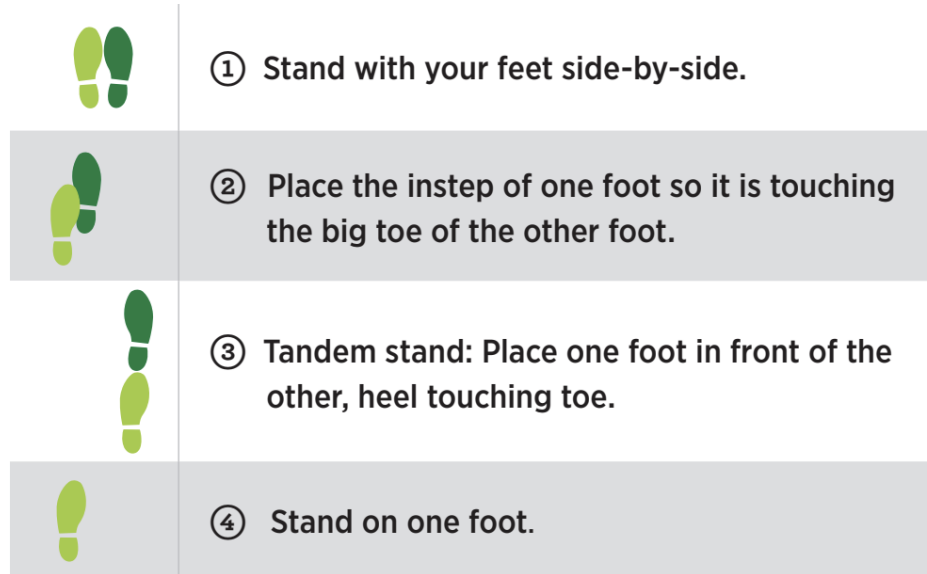 ① Stand with your feet side-by-side.
② Place the instep of one foot so it is touching
the big toe of the other foot.
③ Tandem stand: Place one foot in front of the
other, heel touching toe.
④ Stand on one foot.